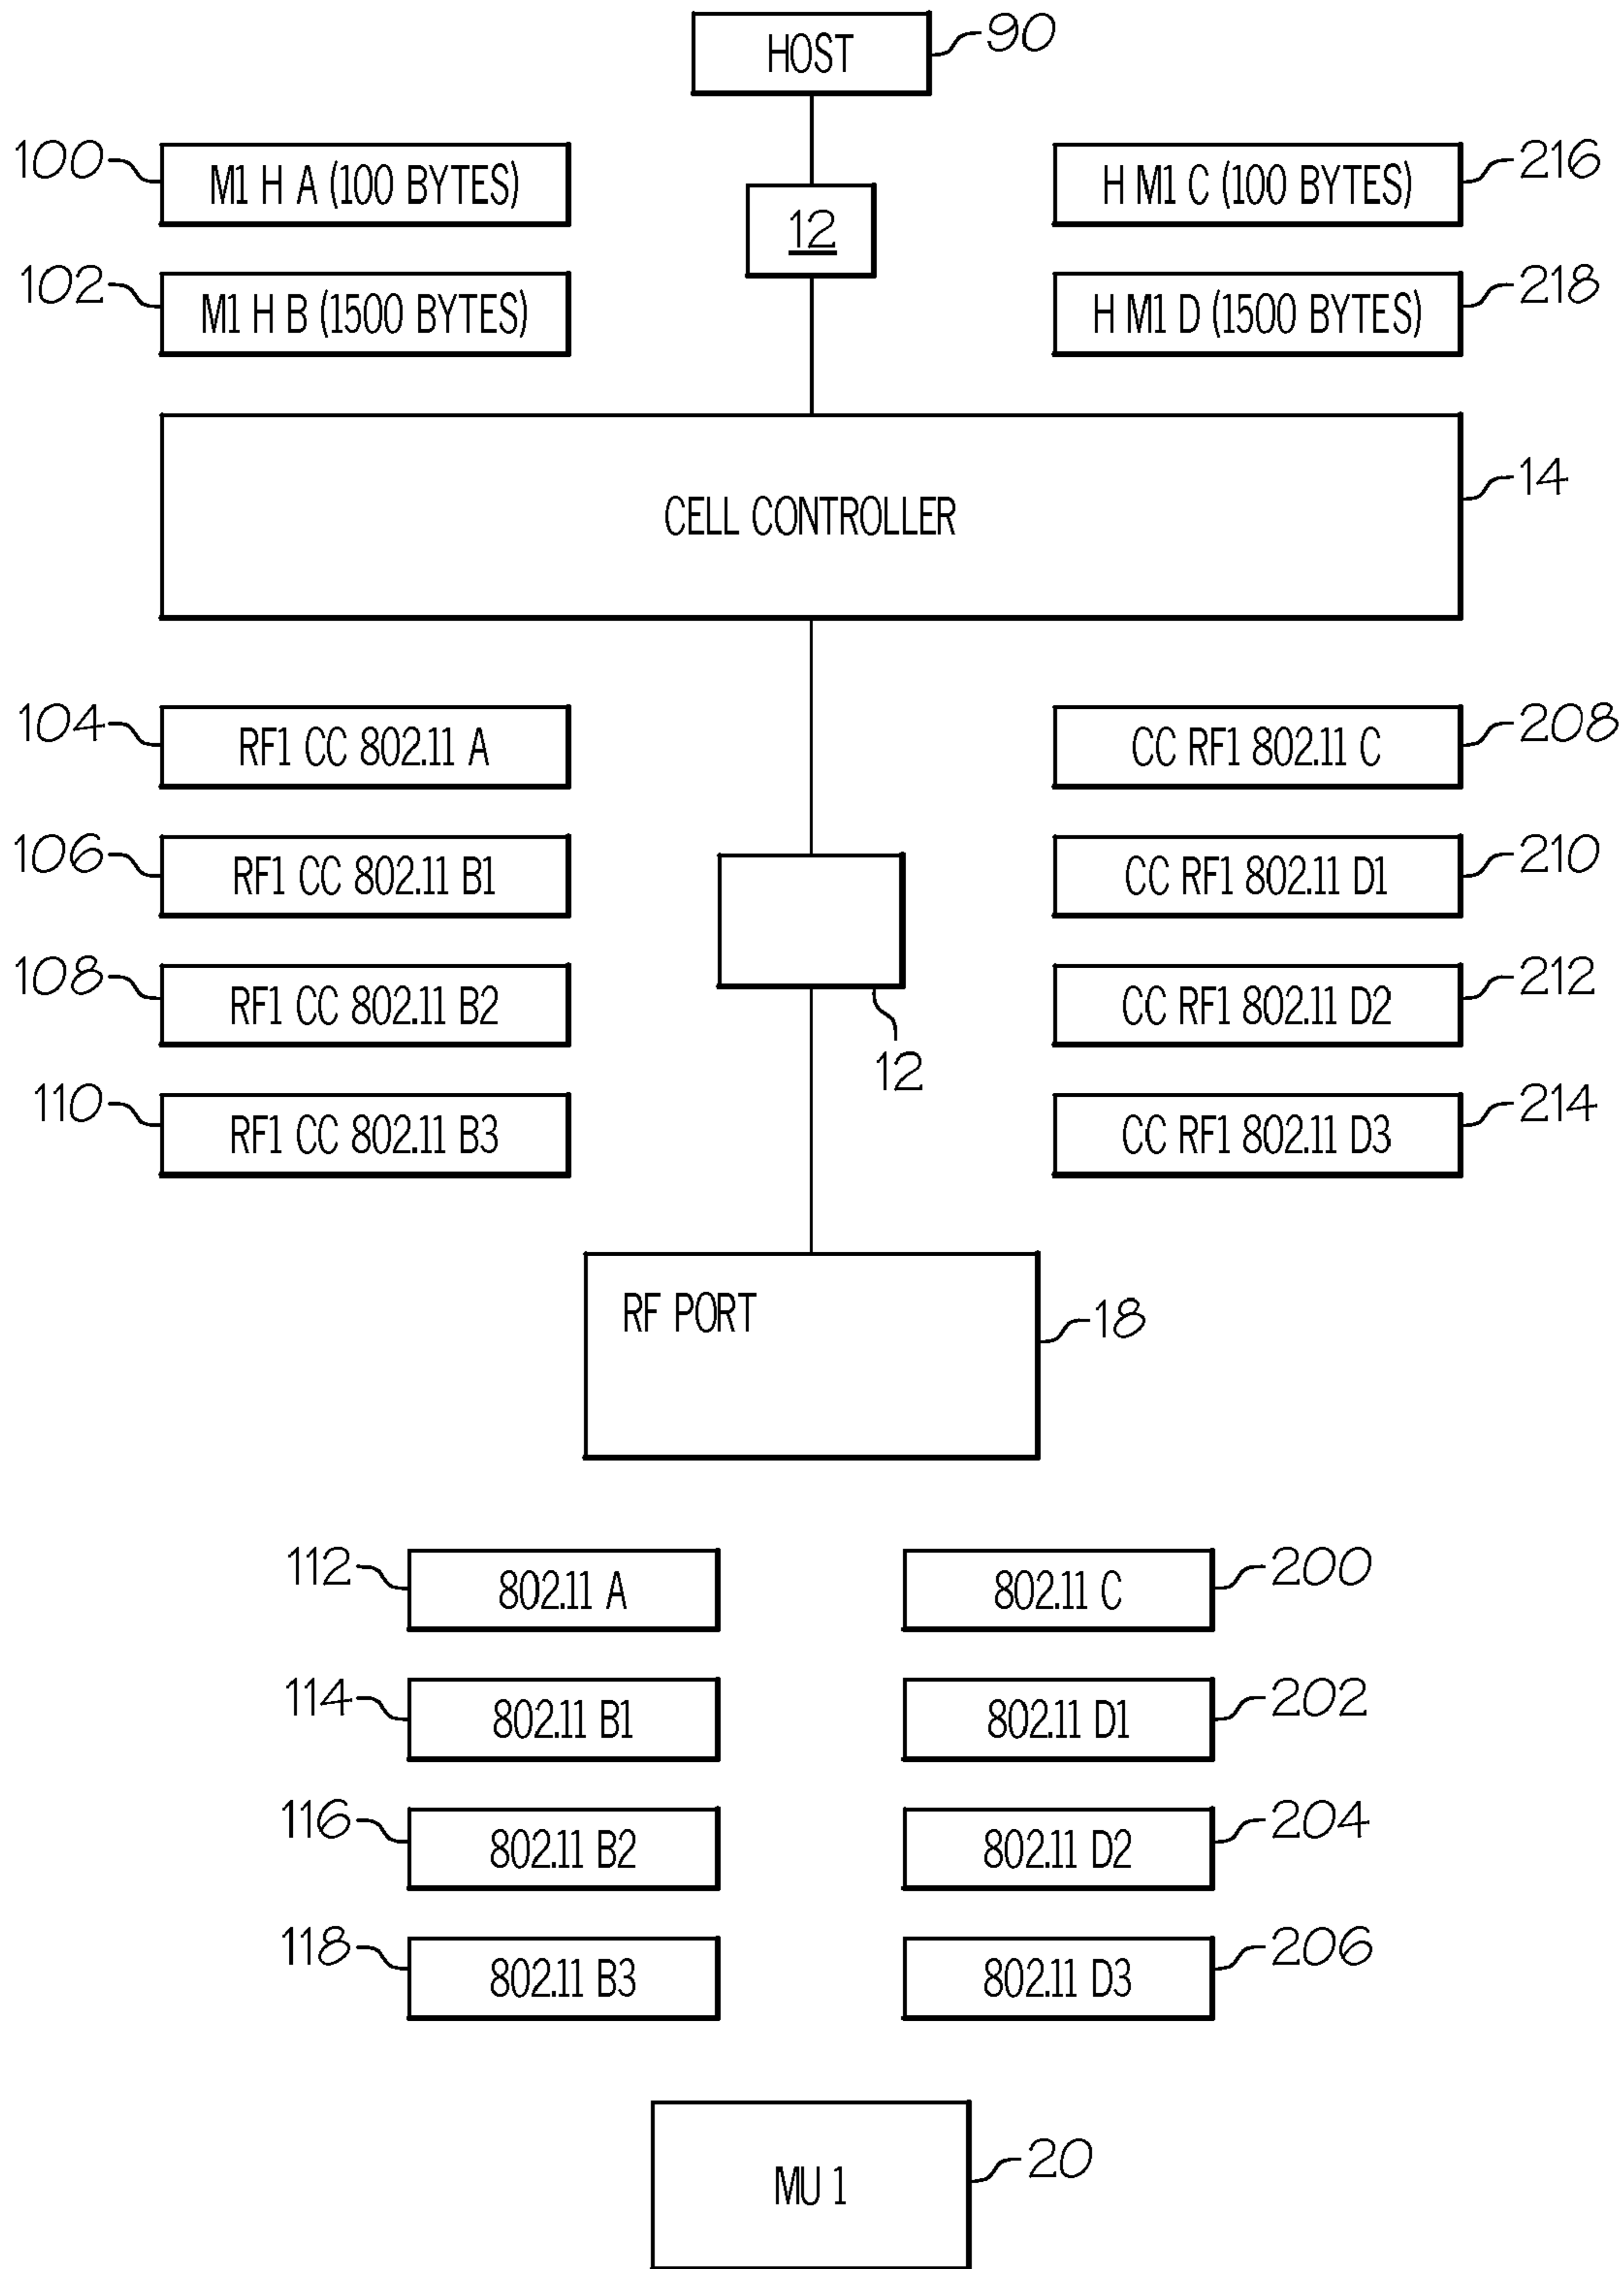 HOST
90
100
M1 H A (100 BYTES)
12
H M1 C (100 BYTES)
216
102
M1 H B (1500 BYTES)
H M1 D (1500 BYTES)
218
CELL CONTROLLER
14
104
RF1 CC 802.11 A
CC RF1 802.11 C
208
106
RF1 CC 802.11 B1
CC RF1 802.11 D1
210
108
RF1 CC 802.11 B2
CC RF1 802.11 D2
212
12
110
RF1 CC 802.11 B3
CC RF1 802.11 D3
214
RF PORT
18
112
802.11 A
802.11 C
200
114
802.11 B1
802.11 D1
202
116
802.11 B2
802.11 D2
204
118
802.11 B3
802.11 D3
206
MU 1
20